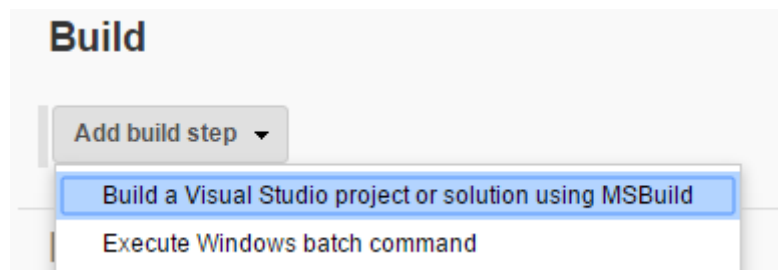 Build
Add build step
Build a Visual Studio project or solution using MSBuild
Execute Windows batch command